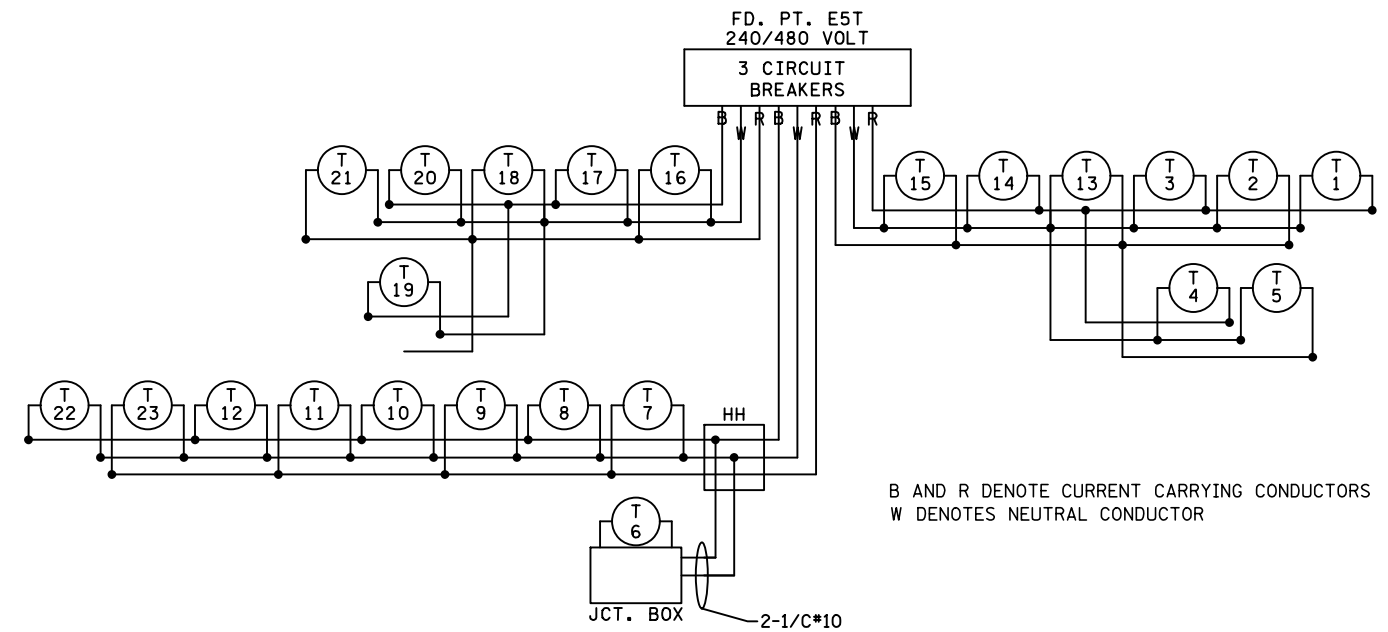 FD. PT. E5T
240/480 VOLT
3 CIRCUIT
BREAKERS
B W R B W R B W R
T 21
T 20
T 18
T 17
T 16
T 15
T 14
T 13
T 3
T 2
T 1
T 19
T 4
T 5
T 22
T 23
T 12
T 11
T 10
T 9
T 8
T 7
HH
B AND R DENOTE CURRENT CARRYING CONDUCTORS
W DENOTES NEUTRAL CONDUCTOR
T 6
JCT. BOX
2-1/C#10